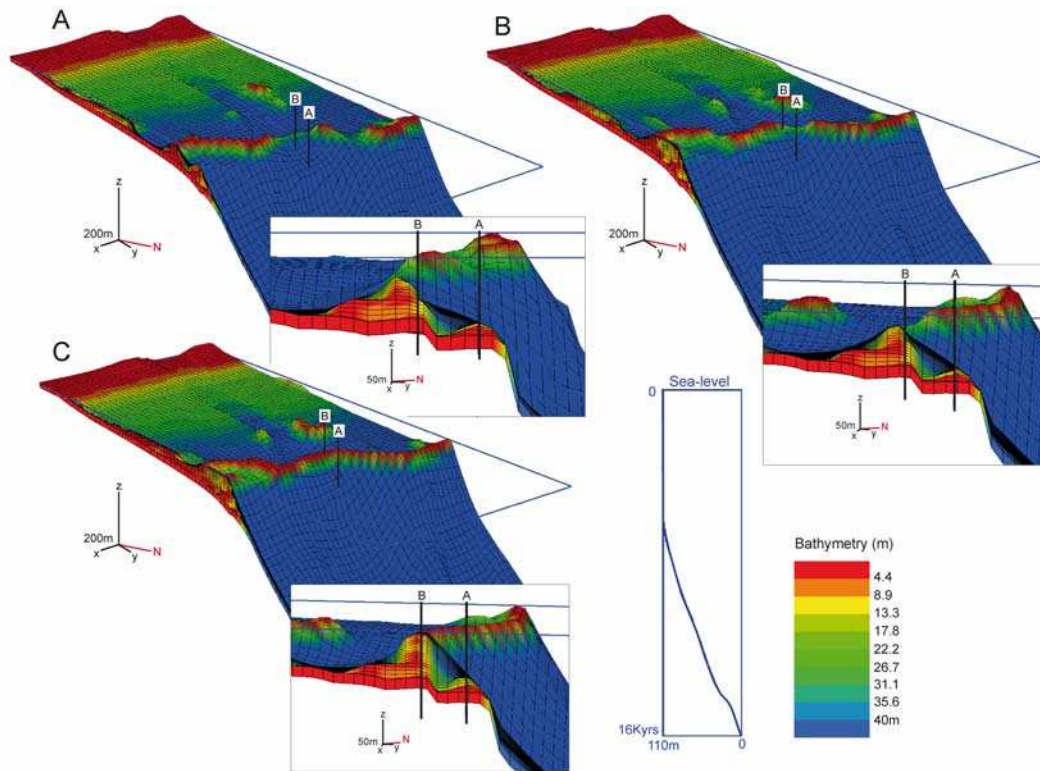 A
B
A
200m
z
x
y
N
B
A
50m
z
x
y
N
B
B
A
200m
z
x
y
N
B
A
50m
z
x
y
N
C
B
A
200m
z
x
y
N
B
A
50m
z
x
y
N
Sea-level
0
16Kyrs
110m
0
Bathymetry (m)
4.4
8.9
13.3
17.8
22.2
26.7
31.1
35.6
40m